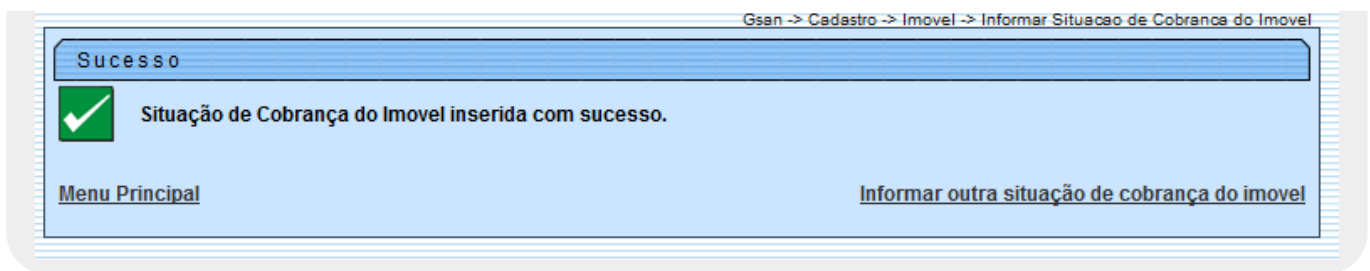 Gsan -> Cadastro -> Imovel -> Informar Situacao de Cobranca do Imovel
Sucesso
Situação de Cobrança do Imovel inserida com sucesso.
Menu Principal
Informar outra situação de cobrança do imovel